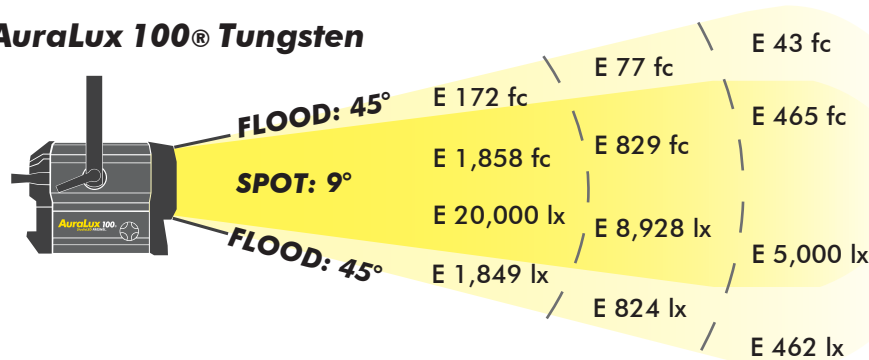 AuraLux 100® Tungsten
FLOOD: 45°
SPOT: 9°
FLOOD: 45°
E 172 fc
E 1,858 fc
E 20,000 lx
E 1,849 lx
E 77 fc
E 829 fc
E 8,928 lx
E 824 lx
E 43 fc
E 465 fc
E 5,000 lx
E 462 lx
AuraLux 100